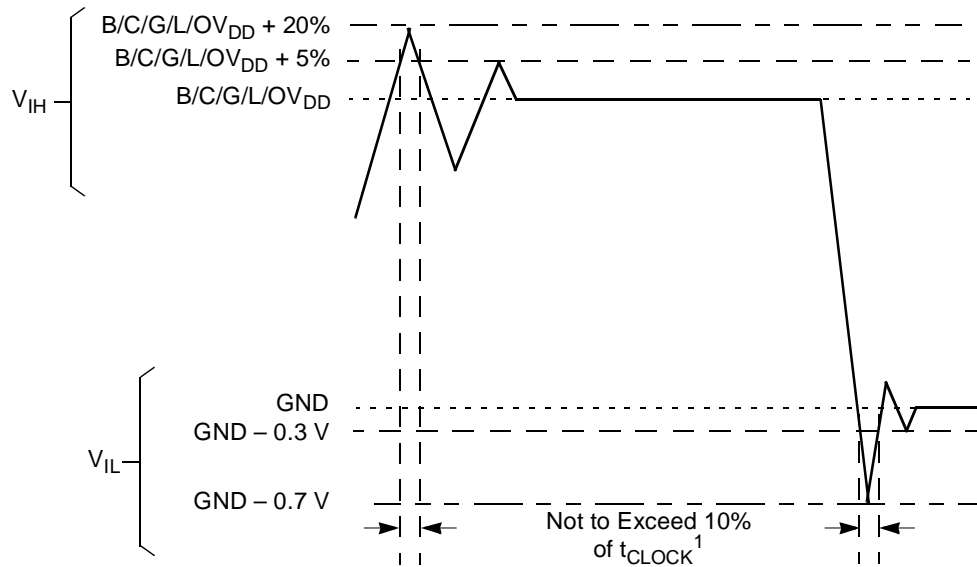 B/C/G/L/OVDD + 20%
B/C/G/L/OVDD + 5%
B/C/G/L/OVDD
VIH
GND
GND – 0.3 V
VIL
GND – 0.7 V
Not to Exceed 10%
of tCLOCK1